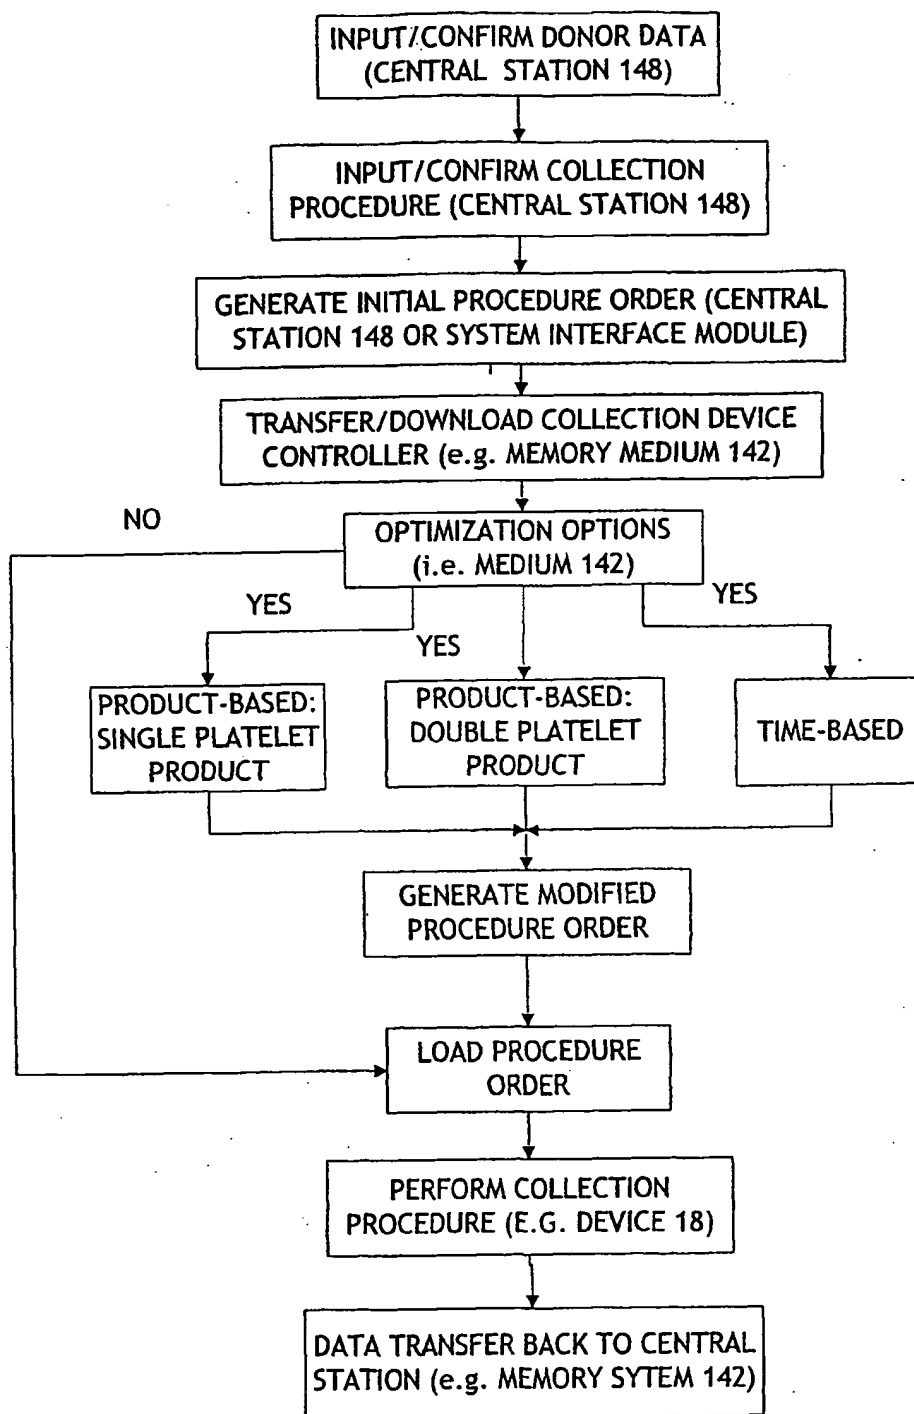 INPUT/CONFIRM DONOR DATA
(CENTRAL STATION 148)
INPUT/CONFIRM COLLECTION
PROCEDURE (CENTRAL STATION 148)
GENERATE INITIAL PROCEDURE ORDER (CENTRAL
STATION 148 OR SYSTEM INTERFACE MODULE)
TRANSFER/DOWNLOAD COLLECTION DEVICE
CONTROLLER (e.g. MEMORY MEDIUM 142)
NO
OPTIMIZATION OPTIONS
(i.e. MEDIUM 142)
YES
YES
YES
PRODUCT-BASED:
SINGLE PLATELET
PRODUCT
PRODUCT-BASED:
DOUBLE PLATELET
PRODUCT
TIME-BASED
GENERATE MODIFIED
PROCEDURE ORDER
LOAD PROCEDURE
ORDER
PERFORM COLLECTION
PROCEDURE (E.G. DEVICE 18)
DATA TRANSFER BACK TO CENTRAL
STATION (e.g. MEMORY SYTEM 142)